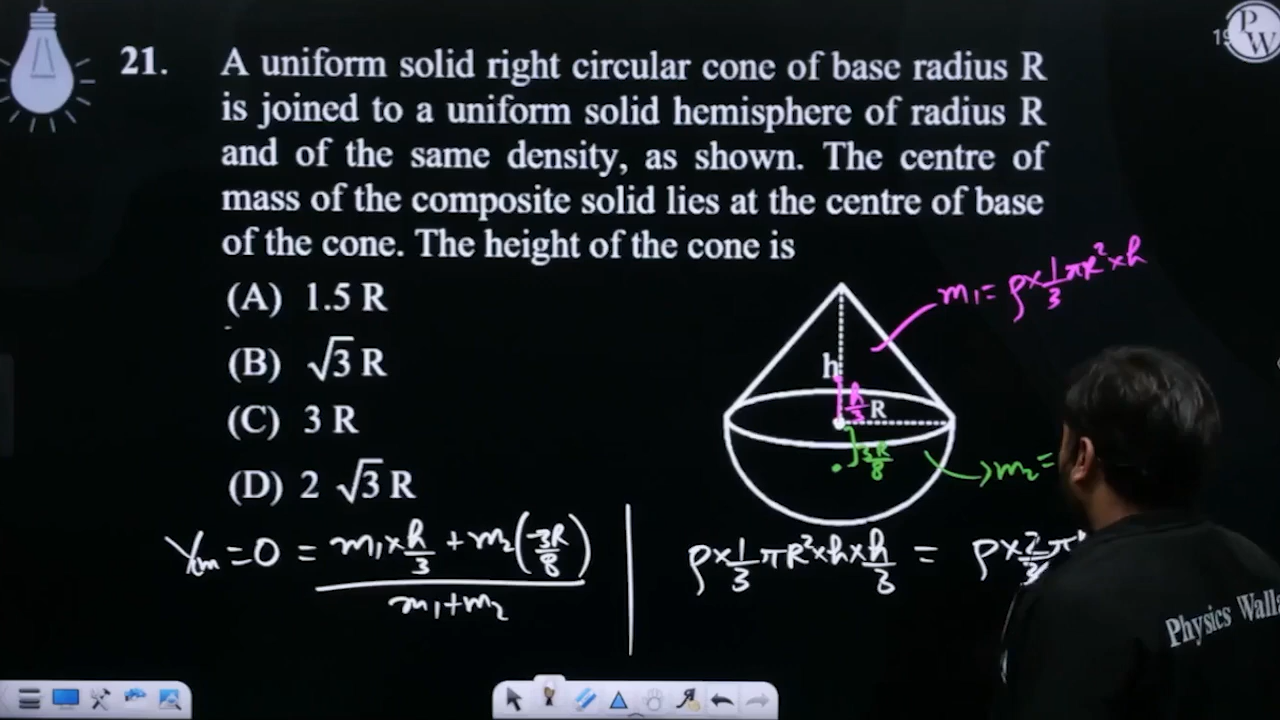 PW
21. A uniform solid right circular cone of base radius R
is joined to a uniform solid hemisphere of radius R
and of the same density, as shown. The centre of
mass of the composite solid lies at the centre of base
of the cone. The height of the cone is
(A) 1.5 R
(B) √3 R
(C) 3 R
(D) 2 √3 R
m₁ = ρ × 1/3 πR² × h
h
h/3
R
3R/8
m₂ =
Ycm = 0 = (m₁ × h/3 + m₂(-3R/8)) / (m₁ + m₂)
ρ × 1/3 πR² × h × h/3 = ρ × 2/3 π
Physics Walla